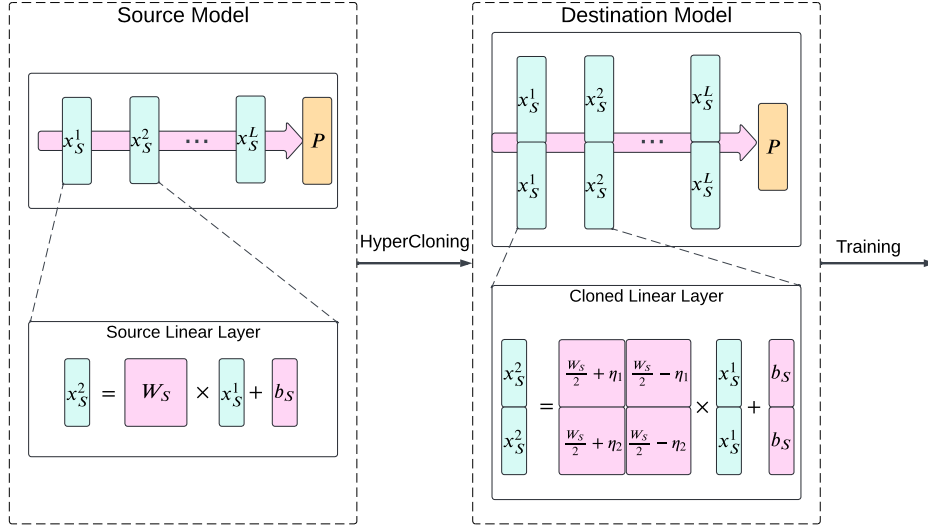 Source Model
x_S^1 x_S^2 ... x_S^L P
Source Linear Layer
x_S^2 = W_S × x_S^1 + b_S
HyperCloning
Destination Model
x_S^1 x_S^2 x_S^L
... P
x_S^1 x_S^2 x_S^L
Cloned Linear Layer
x_S^2 W_S/2 + η_1 W_S/2 − η_1 x_S^1 b_S
= × +
x_S^2 W_S/2 + η_2 W_S/2 − η_2 x_S^1 b_S
Training